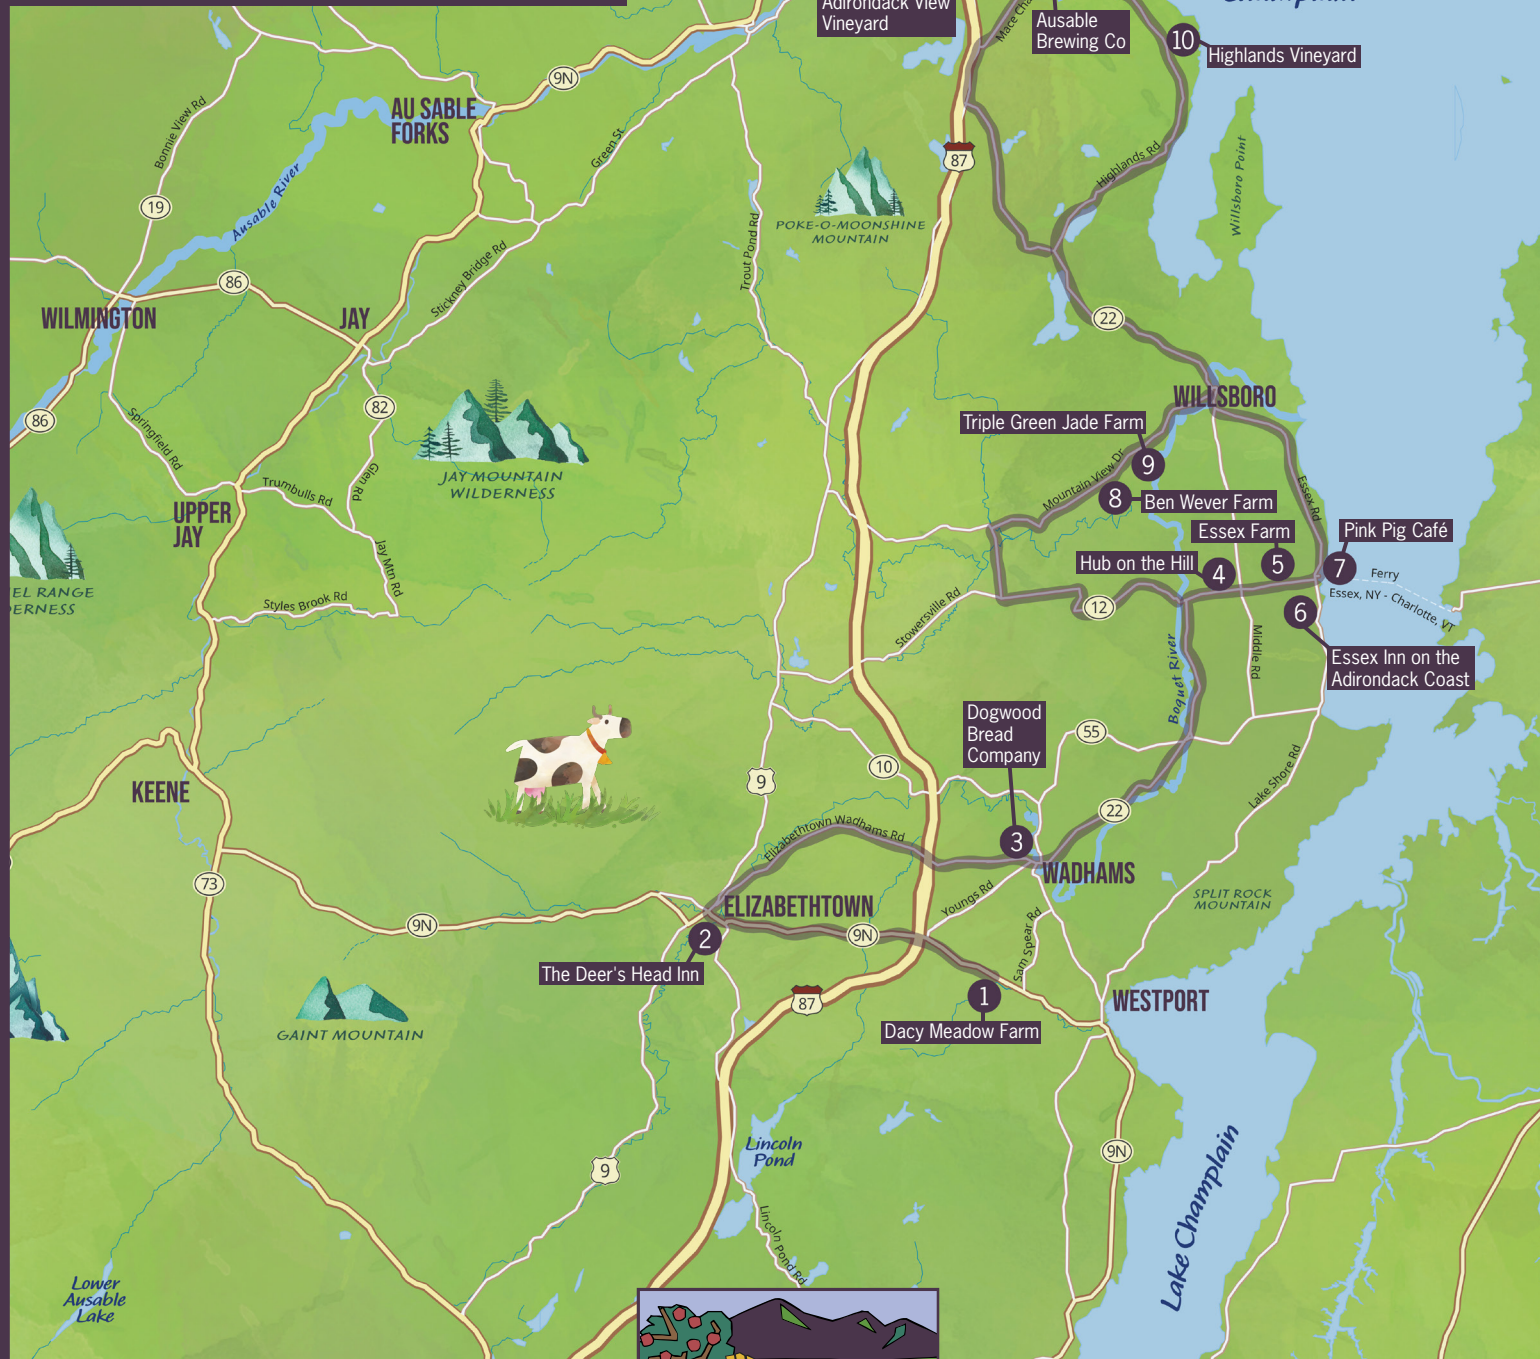 Adirondack View
Vineyard
Ausable
Brewing Co
10
Highlands Vineyard
9N
AU SABLE
FORKS
Bonnie View Rd
Green St
87
Highlands Rd
Willsboro Point
19
Ausable River
POKE-O-MOONSHINE
MOUNTAIN
Trout Pond Rd
Stickney Bridge Rd
86
WILMINGTON
JAY
22
WILLSBORO
86
82
Springfield Rd
Glen Rd
JAY MOUNTAIN
WILDERNESS
Triple Green Jade Farm
9
Mountain View Dr
8
Ben Wever Farm
Essex Rd
Trumbulls Rd
UPPER
JAY
Jay Mtn Rd
Essex Farm
5
Pink Pig Café
7
Hub on the Hill
4
Ferry
Essex, NY - Charlotte, VT
EL RANGE
DERNESS
Styles Brook Rd
Stowersville Rd
12
6
Essex Inn on the
Adirondack Coast
Middle Rd
Boquet River
Dogwood
Bread
Company
55
10
9
KEENE
Lake Shore Rd
22
Elizabethtown Wadhams Rd
3
WADHAMS
73
Youngs Rd
SPLIT ROCK
MOUNTAIN
ELIZABETHTOWN
9N
9N
2
The Deer's Head Inn
Sam Spear Rd
1
Dacy Meadow Farm
87
WESTPORT
GAINT MOUNTAIN
Lincoln
Pond
9
9N
Lincoln Pond Rd
Lake Champlain
Lower
Ausable
Lake